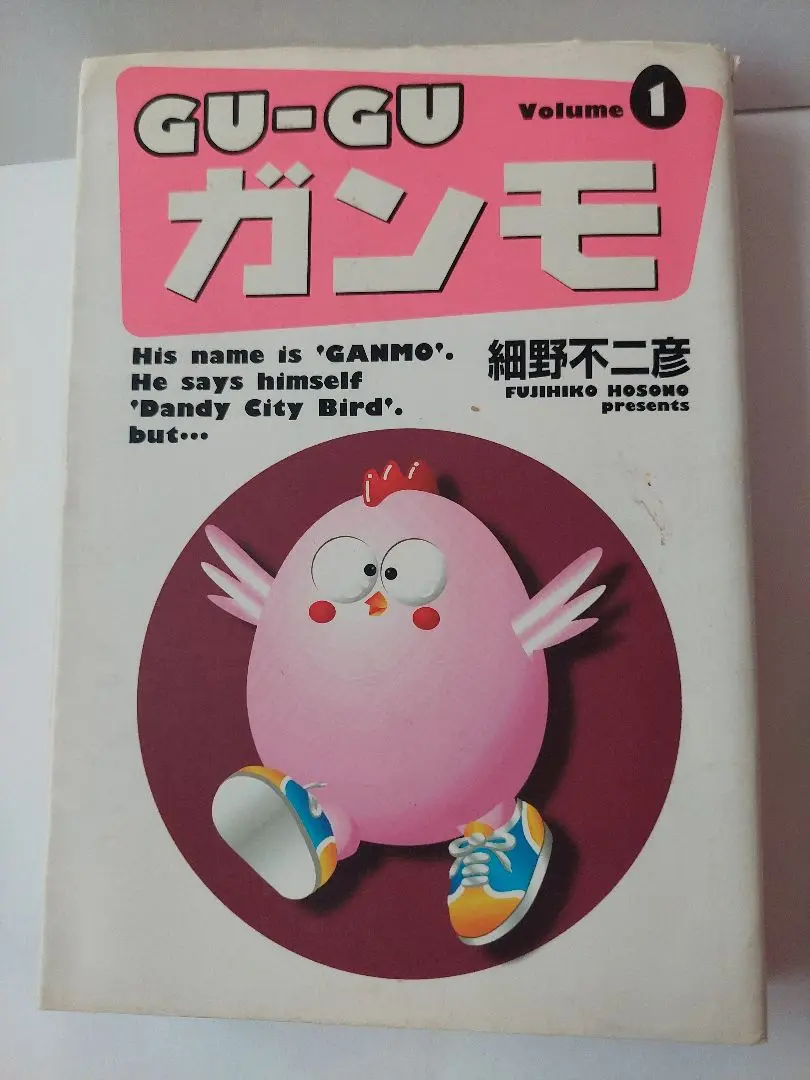 GU-GU
Volume 1
ガンモ
His name is 'GANMO'.
He says himself
'Dandy City Bird'.
but•••
細野不二彦
FUJIHIKO HOSONO
presents